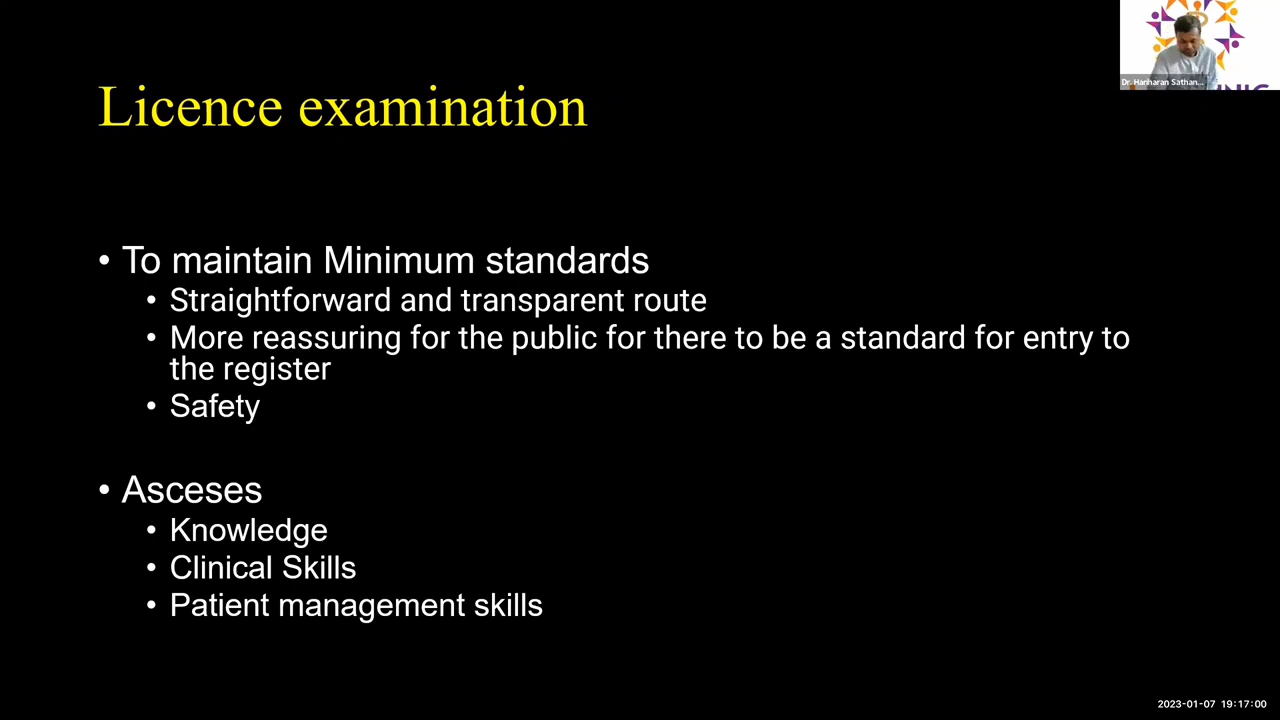 Licence examination
• To maintain Minimum standards
• Straightforward and transparent route
• More reassuring for the public for there to be a standard for entry to
the register
• Safety
• Asceses
• Knowledge
• Clinical Skills
• Patient management skills
Dr. Hariharan Sathan...
2023-01-07 19:17:00